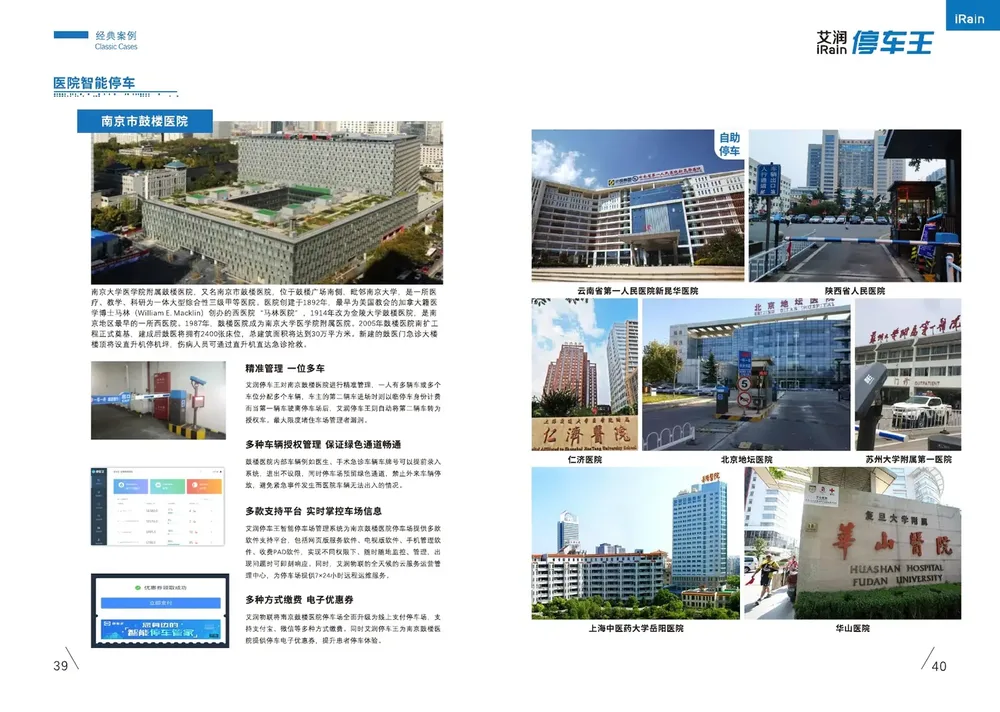 经典案例
Classic Cases
iRain
艾润
iRain
停车王
医院智能停车
南京市鼓楼医院
南京大学医学院附属鼓楼医院，又名南京市鼓楼医院，位于鼓楼广场南侧，毗邻南京大学，是一所医
疗、教学、科研为一体大型综合性三级甲等医院。医院创建于1892年，最早为美国教会的加拿大籍医
学博士马林（William E. Macklin）创办的西医院“马林医院”，1914年改为金陵大学鼓楼医院，是南
京地区最早的一所西医院。1987年，鼓楼医院成为南京大学医学院附属医院。2005年鼓楼医院南扩工
程正式奠基，建成后鼓医将拥有2400张床位，总建筑面积将达到30万平方米。新建的鼓医门急诊大楼
楼顶将设直升机停机坪，伤病人员可通过直升机直达急诊抢救。
精准管理 一位多车
艾润停车王对南京鼓楼医院进行精准管理，一人有多辆车或多个
车位分配多个车辆，车主的第二辆车进场时则以临停车身份计费
而当第一辆车驶离停车场后，艾润停车王则自动将第二辆车转为
授权车，最大限度堵住车场管理者漏洞。
多种车辆授权管理 保证绿色通道畅通
鼓楼医院内部车辆例如医生、手术急诊车辆车牌号可以提前录入
系统，进出不设限，同时停车场预留绿色通道，禁止外来车辆停
放，避免紧急事件发生而医院车辆无法出入的情况。
多款支持平台 实时掌控车场信息
艾润停车王智能停车场管理系统为南京鼓楼医院停车场提供多款
软件支持平台，包括网页版服务软件、电视版软件、手机管理软
件、收费PAD软件，实现不同权限下，随时随地监控、管理，出
现问题时可即刻响应。同时，艾润物联的全天候的云服务运营管
理中心，为停车场提供7×24小时远程运维服务。
优惠券领取成功
立即支付
多种方式缴费 电子优惠券
艾润物联将南京鼓楼医院停车场全面升级为线上支付停车场，支
持支付宝、微信等多种方式缴费。同时艾润停车王为南京鼓楼医
院提供停车电子优惠券，提升患者停车体验。
39
自助
停车
云南省第一人民医院新昆华医院
陕西省人民医院
仁濟醫院
仁济医院
北京地坛医院
5
北京地坛医院
门诊 OUTPATIENT
苏州大学附属第一医院
上海中医药大学岳阳医院
复旦大学附属
華山醫院
HUASHAN HOSPITAL
FUDAN UNIVERSITY
华山医院
40